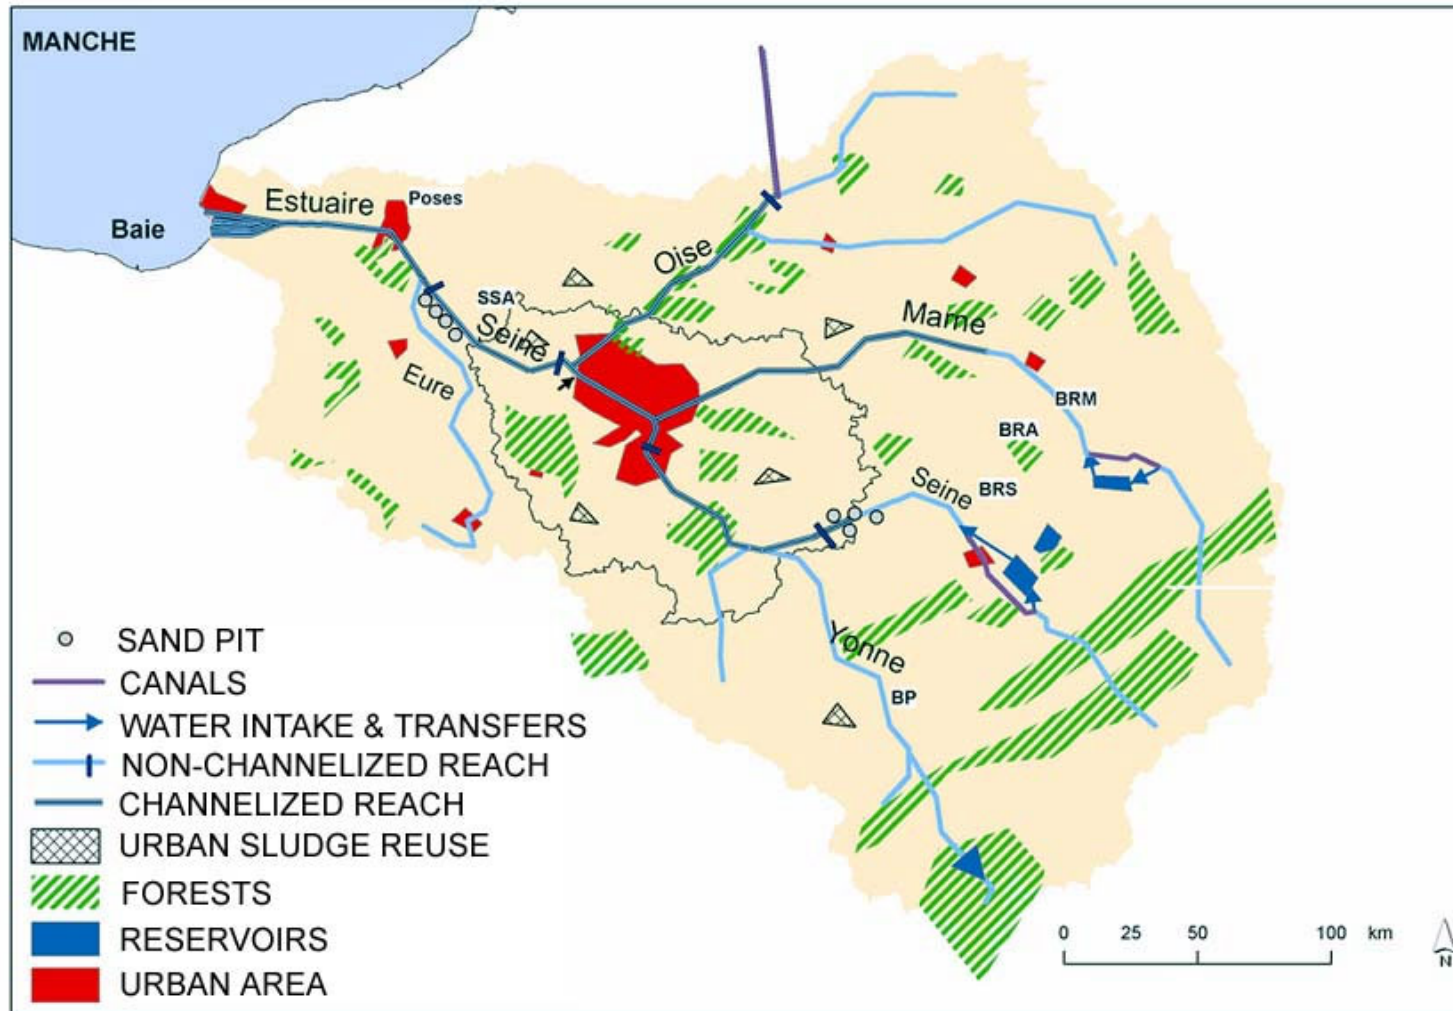 MANCHE
Baie
Estuaire
Poses
Oise
SSA
Seine
Marne
Eure
BRM
BRA
Seine
BRS
Yonne
BP
SAND PIT
CANALS
WATER INTAKE & TRANSFERS
NON-CHANNELIZED REACH
CHANNELIZED REACH
URBAN SLUDGE REUSE
FORESTS
RESERVOIRS
URBAN AREA
0 25 50 100 km
N